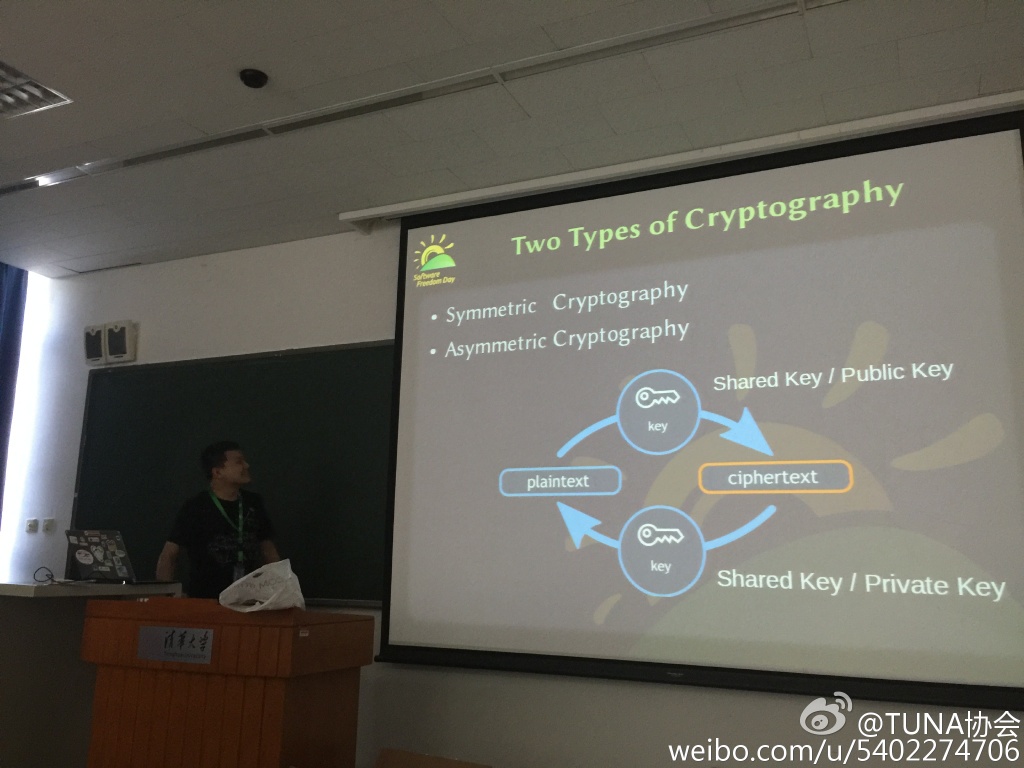 Two Types of Cryptography
Software
Freedom Day
• Symmetric Cryptography
• Asymmetric Cryptography
Shared Key / Public Key
key
plaintext
ciphertext
key
Shared Key / Private Key
清华大学
@TUNA协会
weibo.com/u/5402274706